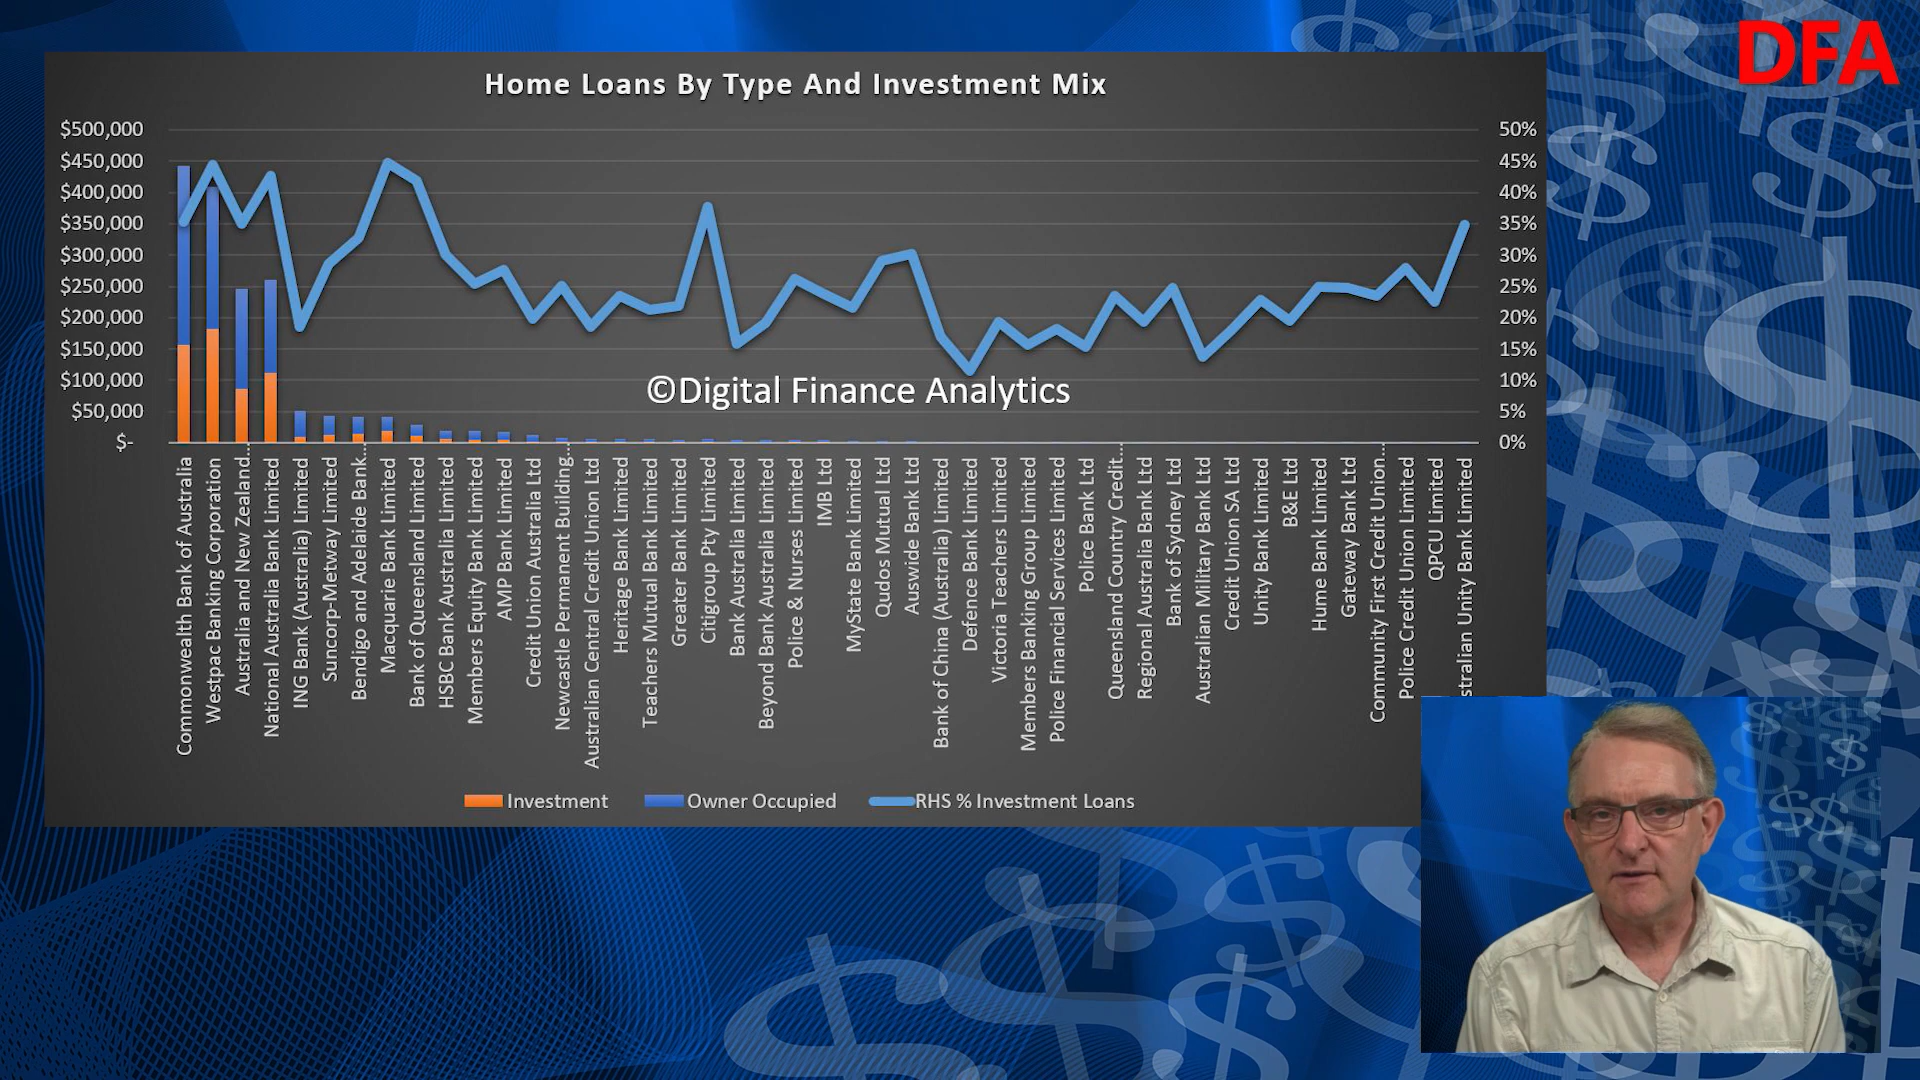 DFA
Home Loans By Type And Investment Mix
$500,000
$450,000
$400,000
$350,000
$300,000
$250,000
$200,000
$150,000
$100,000
$50,000
$-
50%
45%
40%
35%
30%
25%
20%
15%
10%
5%
0%
©Digital Finance Analytics
Commonwealth Bank of Australia
Westpac Banking Corporation
Australia and New Zealand...
National Australia Bank Limited
ING Bank (Australia) Limited
Suncorp-Metway Limited
Bendigo and Adelaide Bank...
Macquarie Bank Limited
Bank of Queensland Limited
HSBC Bank Australia Limited
Members Equity Bank Limited
AMP Bank Limited
Credit Union Australia Ltd
Newcastle Permanent Building...
Australian Central Credit Union Ltd
Heritage Bank Limited
Teachers Mutual Bank Limited
Greater Bank Limited
Citigroup Pty Limited
Bank Australia Limited
Beyond Bank Australia Limited
Police & Nurses Limited
IMB Ltd
MyState Bank Limited
Qudos Mutual Ltd
Auswide Bank Ltd
Bank of China (Australia) Limited
Defence Bank Limited
Victoria Teachers Limited
Members Banking Group Limited
Police Financial Services Limited
Police Bank Ltd
Queensland Country Credit...
Regional Australia Bank Ltd
Bank of Sydney Ltd
Australian Military Bank Ltd
Credit Union SA Ltd
Unity Bank Limited
B&E Ltd
Hume Bank Limited
Gateway Bank Ltd
Community First Credit Union...
Police Credit Union Limited
QPCU Limited
stralian Unity Bank Limited
Investment
Owner Occupied
RHS % Investment Loans